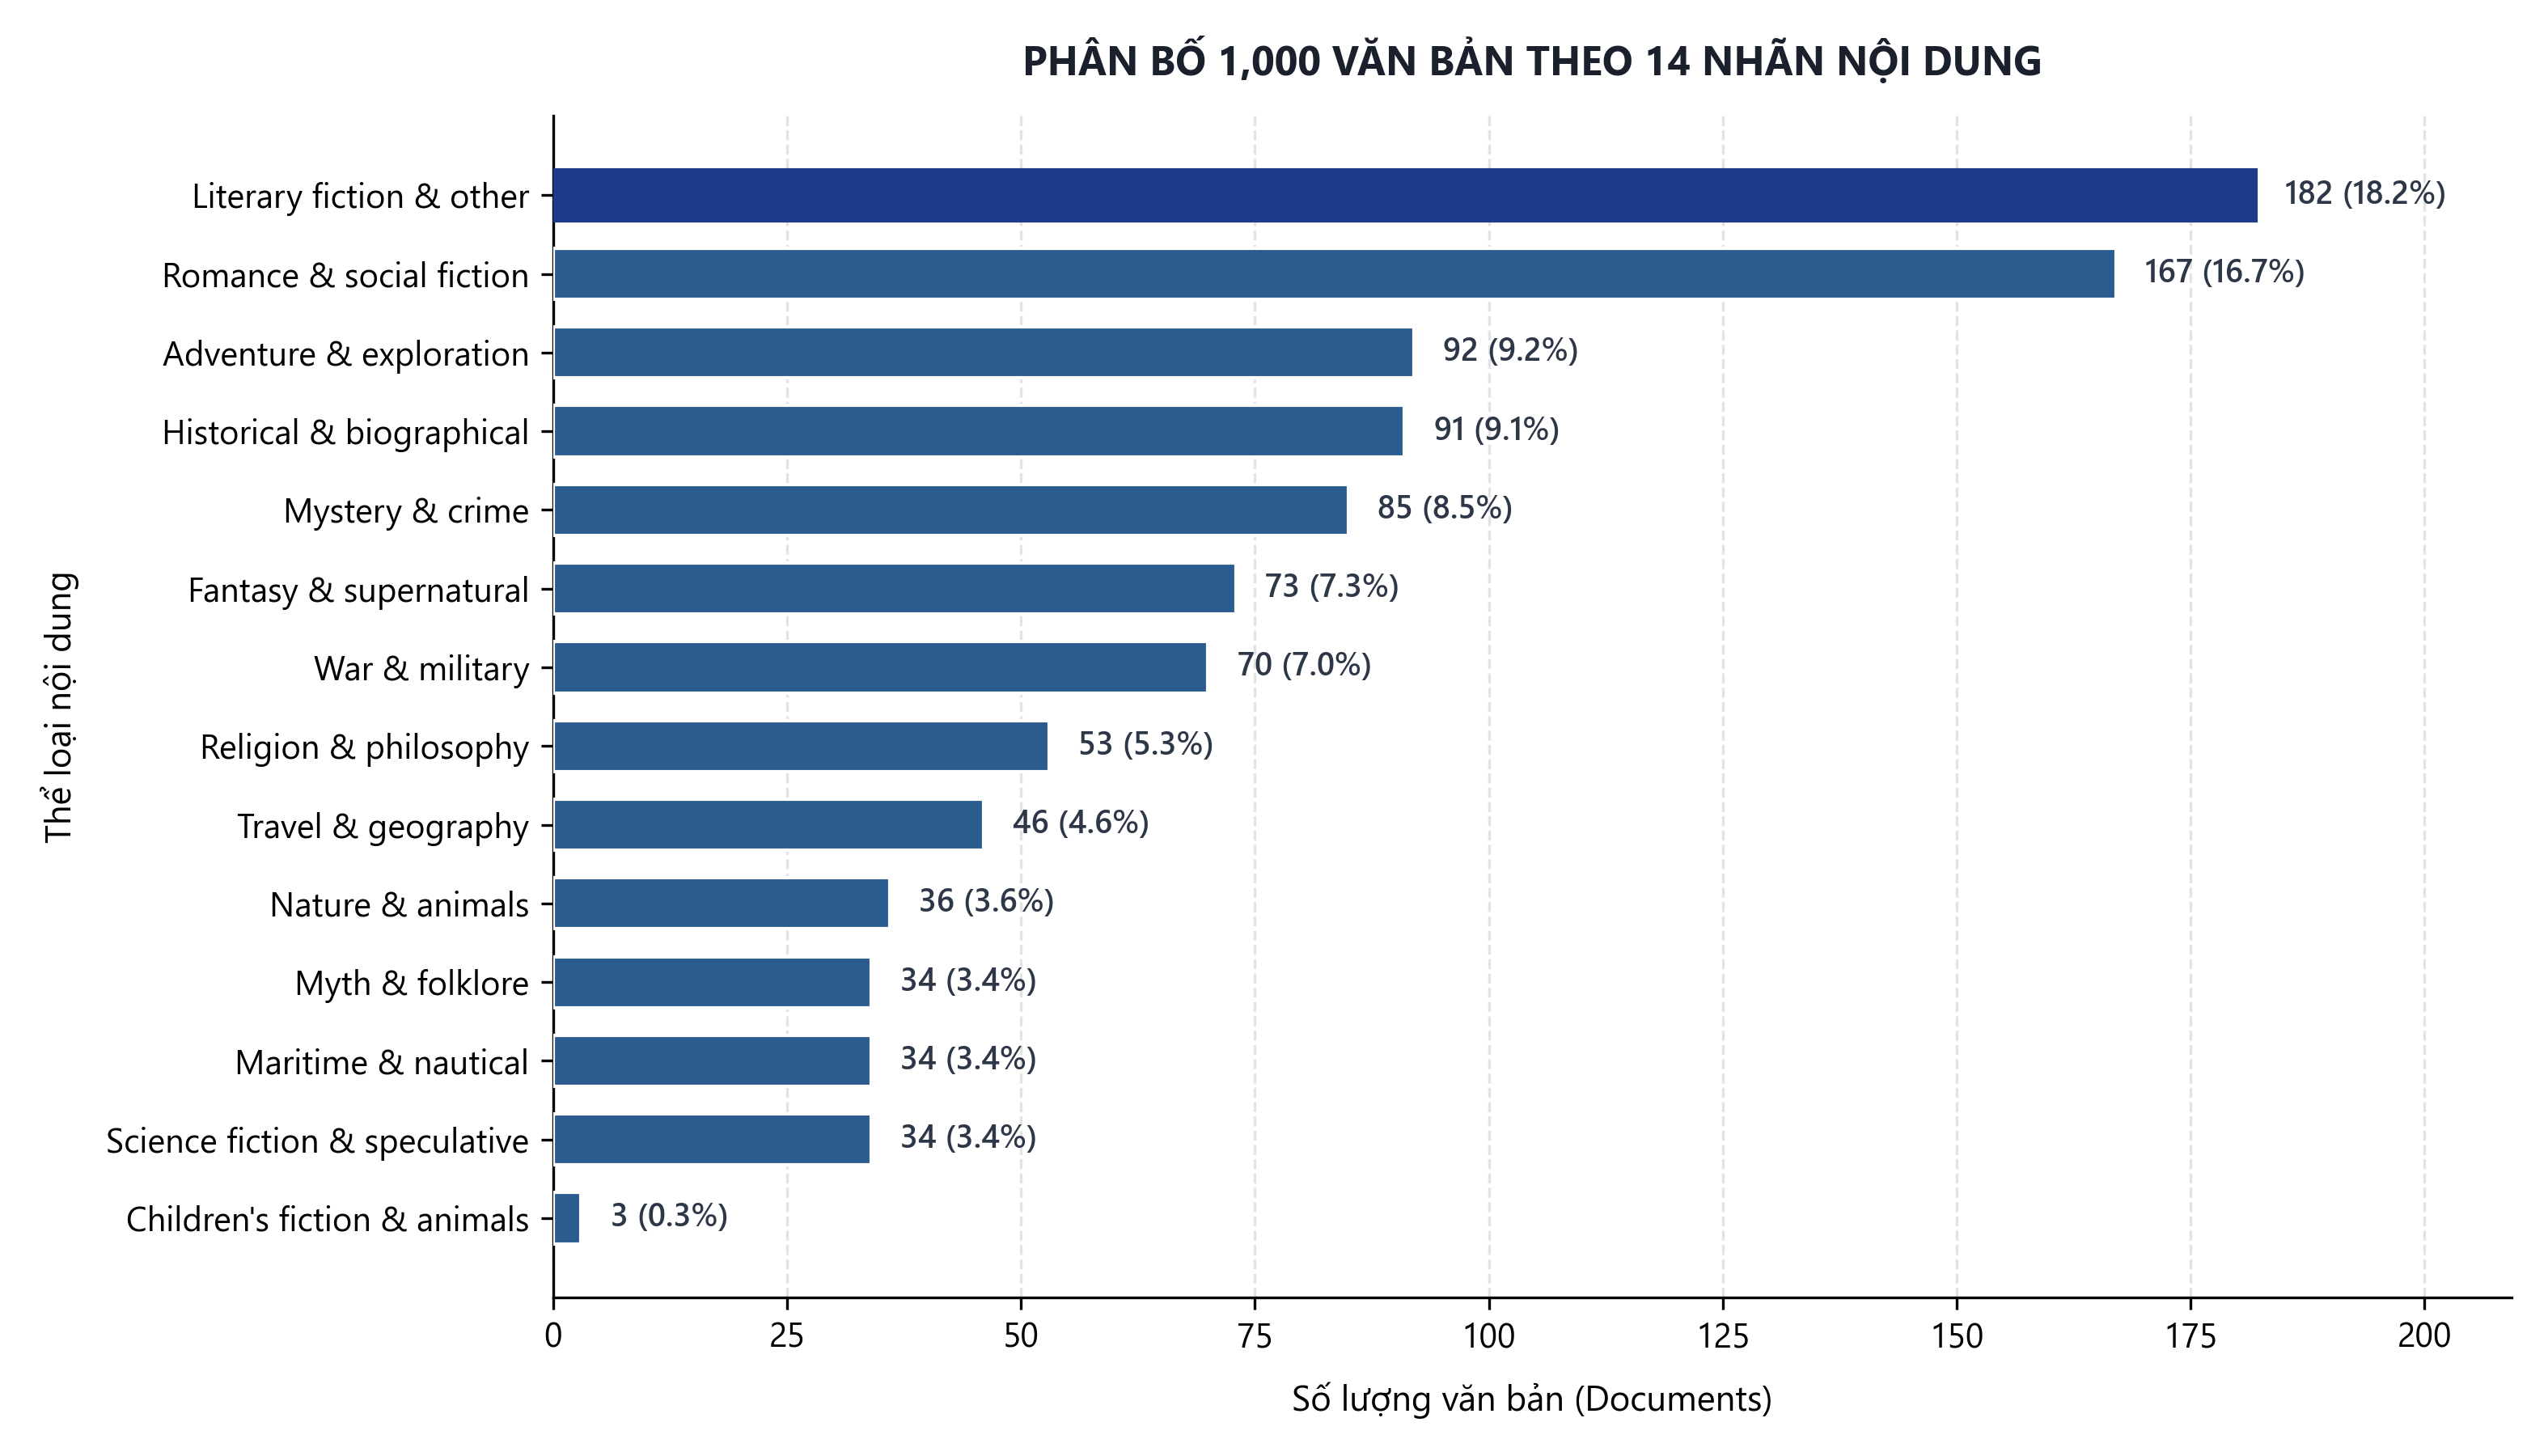 PHÂN BỐ 1,000 VĂN BẢN THEO 14 NHÃN NỘI DUNG
Thể loại nội dung
Literary fiction & other 182 (18.2%)
Romance & social fiction 167 (16.7%)
Adventure & exploration 92 (9.2%)
Historical & biographical 91 (9.1%)
Mystery & crime 85 (8.5%)
Fantasy & supernatural 73 (7.3%)
War & military 70 (7.0%)
Religion & philosophy 53 (5.3%)
Travel & geography 46 (4.6%)
Nature & animals 36 (3.6%)
Myth & folklore 34 (3.4%)
Maritime & nautical 34 (3.4%)
Science fiction & speculative 34 (3.4%)
Children's fiction & animals 3 (0.3%)
0 25 50 75 100 125 150 175 200
Số lượng văn bản (Documents)